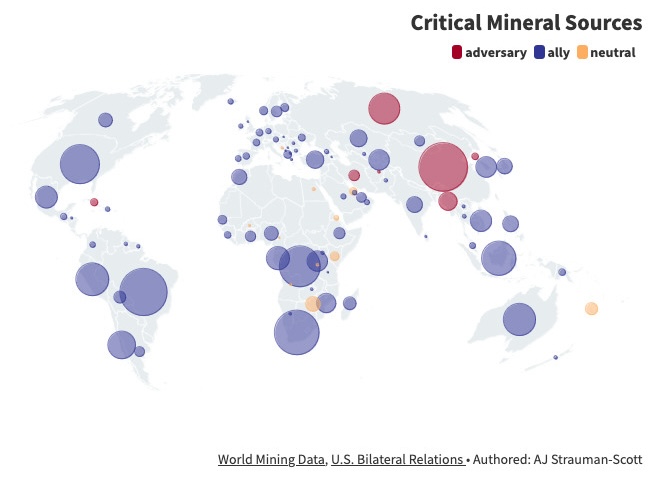 Critical Mineral Sources
adversary ally neutral
World Mining Data, U.S. Bilateral Relations • Authored: AJ Strauman-Scott